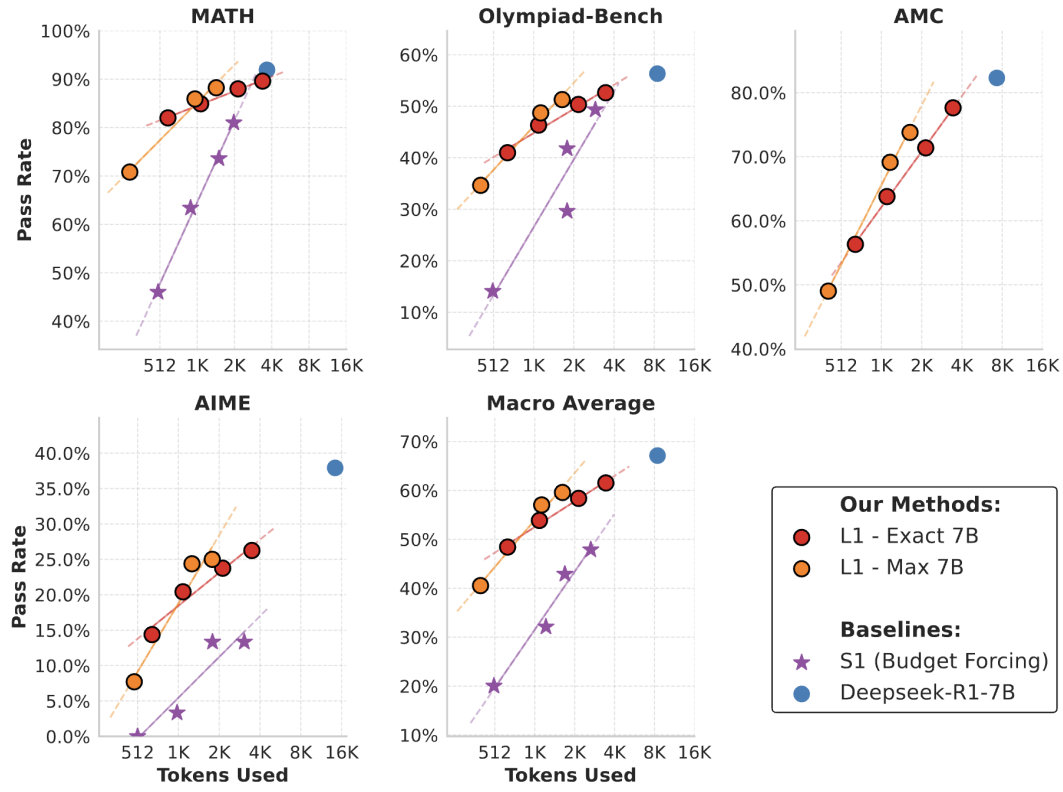 MATH
100%
90%
80%
70%
60%
50%
40%
Pass Rate
512 1K 2K 4K 8K 16K
Olympiad-Bench
60%
50%
40%
30%
20%
10%
512 1K 2K 4K 8K 16K
AMC
80.0%
70.0%
60.0%
50.0%
40.0%
512 1K 2K 4K 8K 16K
AIME
40.0%
35.0%
30.0%
25.0%
20.0%
15.0%
10.0%
5.0%
0.0%
Pass Rate
512 1K 2K 4K 8K 16K
Tokens Used
Macro Average
70%
60%
50%
40%
30%
20%
10%
512 1K 2K 4K 8K 16K
Tokens Used
Our Methods:
L1 - Exact 7B
L1 - Max 7B
Baselines:
S1 (Budget Forcing)
Deepseek-R1-7B